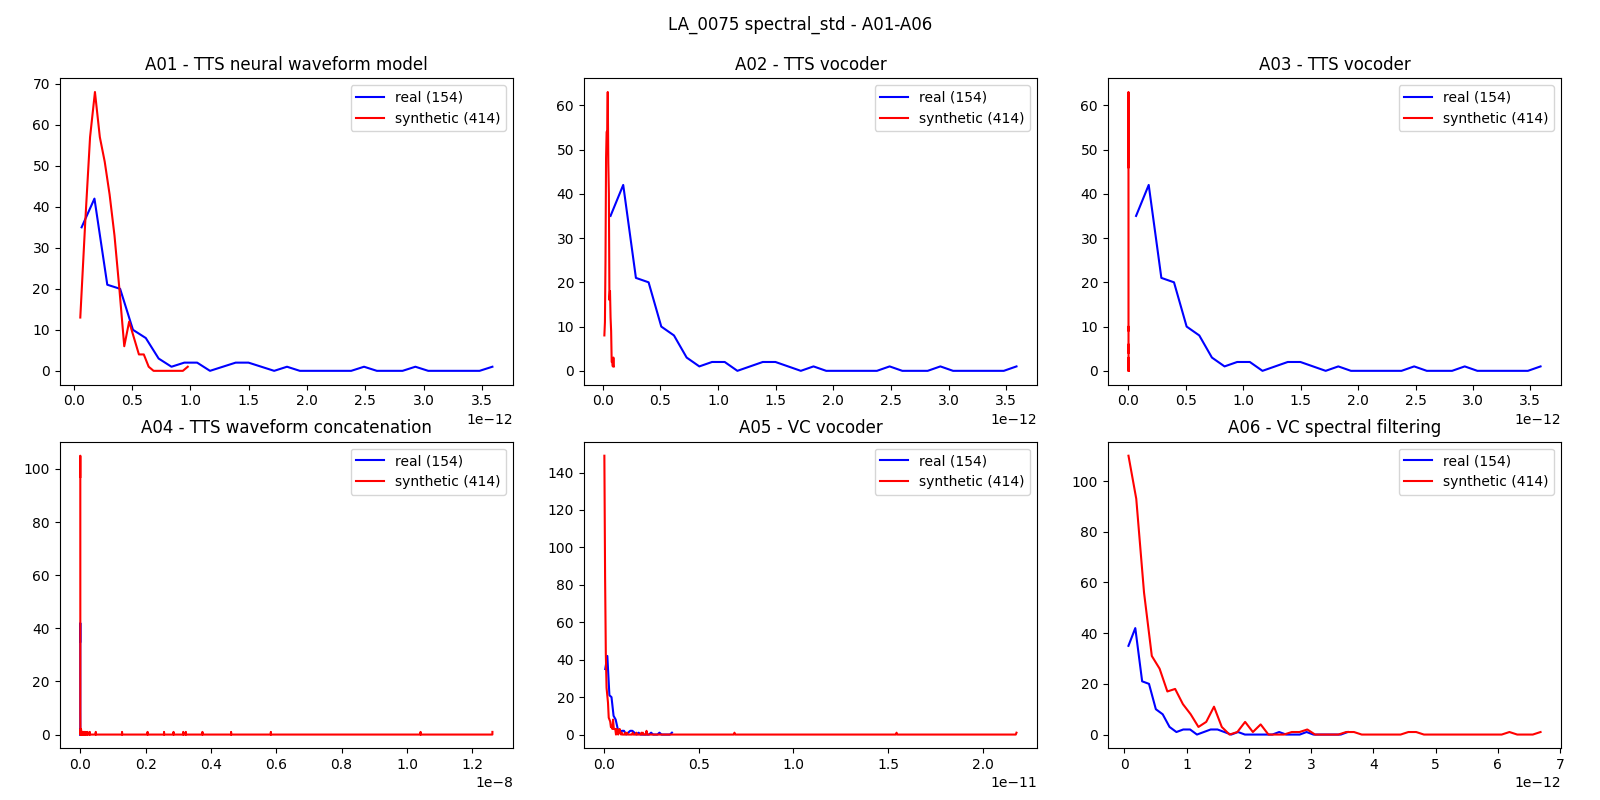 LA_0075 spectral_std - A01-A06
A01 - TTS neural waveform model
70
60
50
40
30
20
10
0
real (154)
synthetic (414)
0.0 0.5 1.0 1.5 2.0 2.5 3.0 3.5
1e−12
A02 - TTS vocoder
60
50
40
30
20
10
0
real (154)
synthetic (414)
0.0 0.5 1.0 1.5 2.0 2.5 3.0 3.5
1e−12
A03 - TTS vocoder
60
50
40
30
20
10
0
real (154)
synthetic (414)
0.0 0.5 1.0 1.5 2.0 2.5 3.0 3.5
1e−12
A04 - TTS waveform concatenation
100
80
60
40
20
0
real (154)
synthetic (414)
0.0 0.2 0.4 0.6 0.8 1.0 1.2
1e−8
A05 - VC vocoder
140
120
100
80
60
40
20
0
real (154)
synthetic (414)
0.0 0.5 1.0 1.5 2.0
1e−11
A06 - VC spectral filtering
100
80
60
40
20
0
real (154)
synthetic (414)
0 1 2 3 4 5 6 7
1e−12